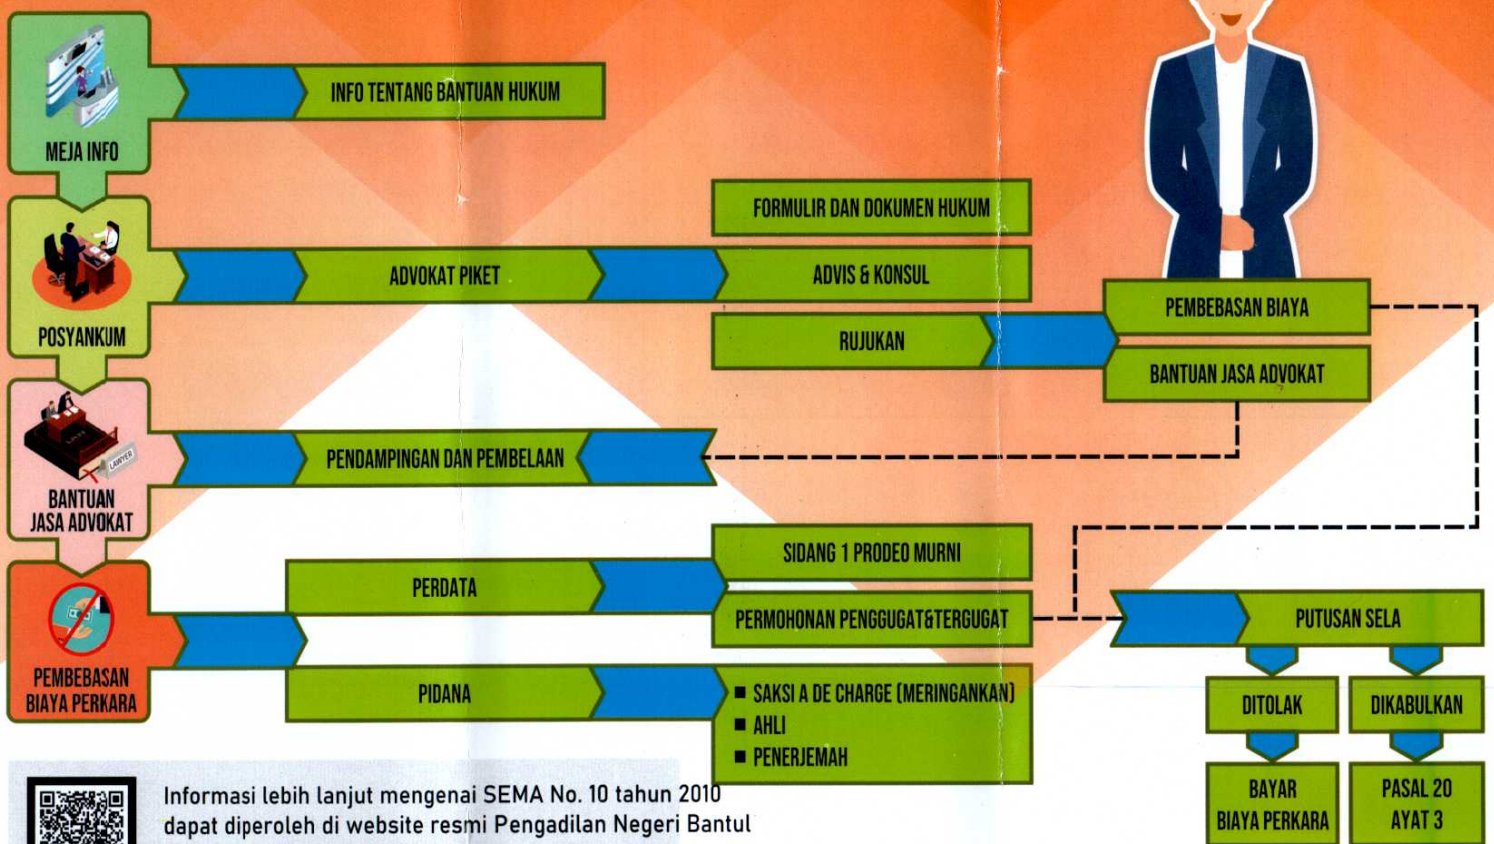 MEJA INFO
INFO TENTANG BANTUAN HUKUM
POSYANKUM
ADVOKAT PIKET
FORMULIR DAN DOKUMEN HUKUM
ADVIS & KONSUL
RUJUKAN
PEMBEBASAN BIAYA
BANTUAN JASA ADVOKAT
LAWYER
BANTUAN
JASA ADVOKAT
PENDAMPINGAN DAN PEMBELAAN
PEMBEBASAN
BIAYA PERKARA
PERDATA
SIDANG 1 PRODEO MURNI
PERMOHONAN PENGGUGAT&TERGUGAT
PIDANA
■ SAKSI A DE CHARGE (MERINGANKAN)
■ AHLI
■ PENERJEMAH
PUTUSAN SELA
DITOLAK
DIKABULKAN
BAYAR
BIAYA PERKARA
PASAL 20
AYAT 3
Informasi lebih lanjut mengenai SEMA No. 10 tahun 2010
dapat diperoleh di website resmi Pengadilan Negeri Bantul